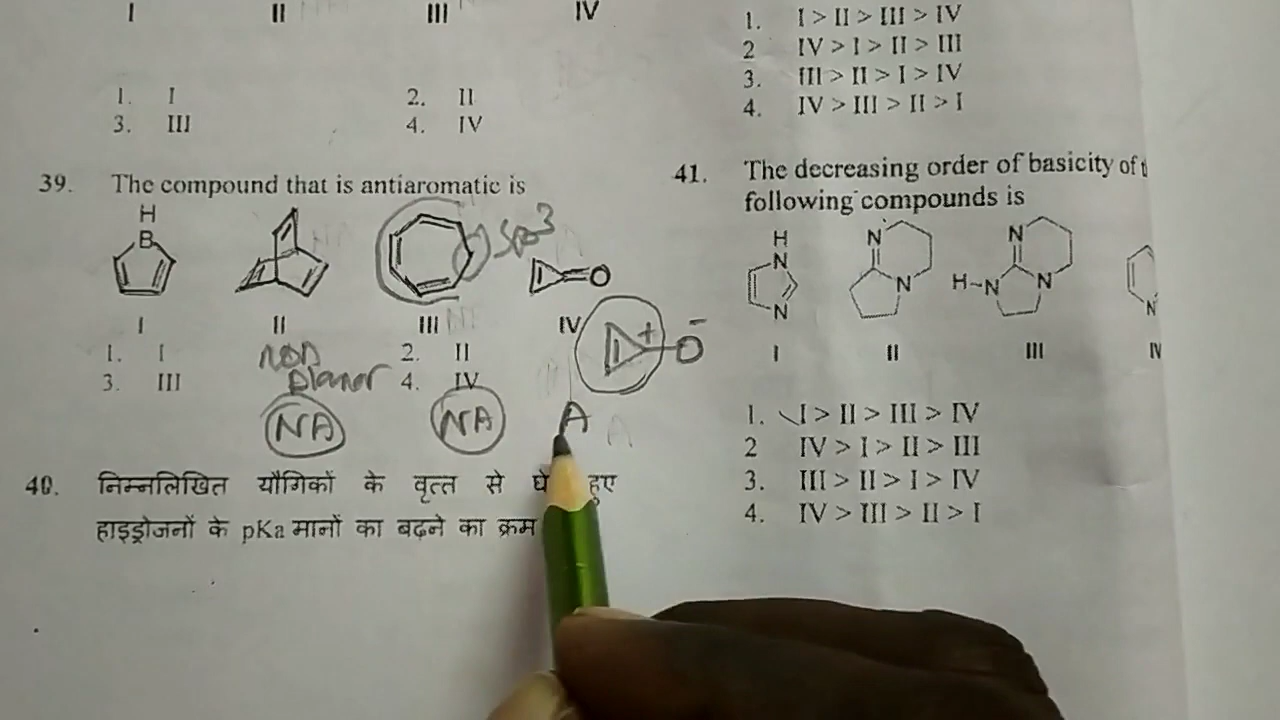 I II III IV
1. I 2. II
3. III 4. IV
39. The compound that is antiaromatic is
H
B
sp3
O
I II III IV
+ -
O
1. I 2. II
3. III 4. IV
non
planar
NA NA A
40. निम्नलिखित यौगिकों के वृत्त से घे हुए
हाइड्रोजनों के pKa मानों का बढ़ने का क्रम
1. I > II > III > IV
2 IV > I > II > III
3. III > II > I > IV
4. IV > III > II > I
41. The decreasing order of basicity of t
following compounds is
H
N
N
N
N
N
H-N N
N
I II III IV
1. I > II > III > IV
2 IV > I > II > III
3. III > II > I > IV
4. IV > III > II > I